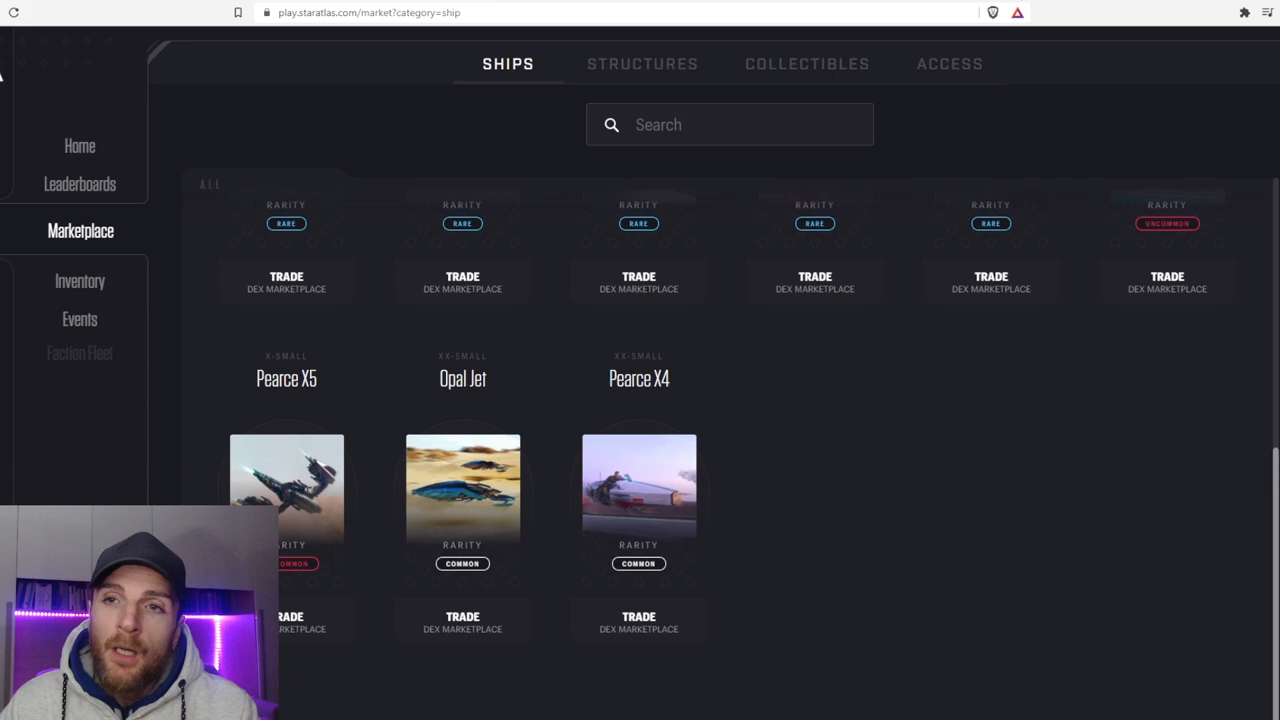 play.staratlas.com/market?category=ship
SHIPS STRUCTURES COLLECTIBLES ACCESS
Search
Home
Leaderboards
Marketplace
Inventory
Events
Faction Fleet
ALL
RARITY RARITY RARITY RARITY RARITY RARITY
RARE RARE RARE RARE RARE UNCOMMON
TRADE TRADE TRADE TRADE TRADE TRADE
DEX MARKETPLACE DEX MARKETPLACE DEX MARKETPLACE DEX MARKETPLACE DEX MARKETPLACE DEX MARKETPLACE
X-SMALL XX-SMALL XX-SMALL
Pearce X5 Opal Jet Pearce X4
RARITY RARITY
COMMON COMMON
TRADE TRADE
DEX MARKETPLACE DEX MARKETPLACE